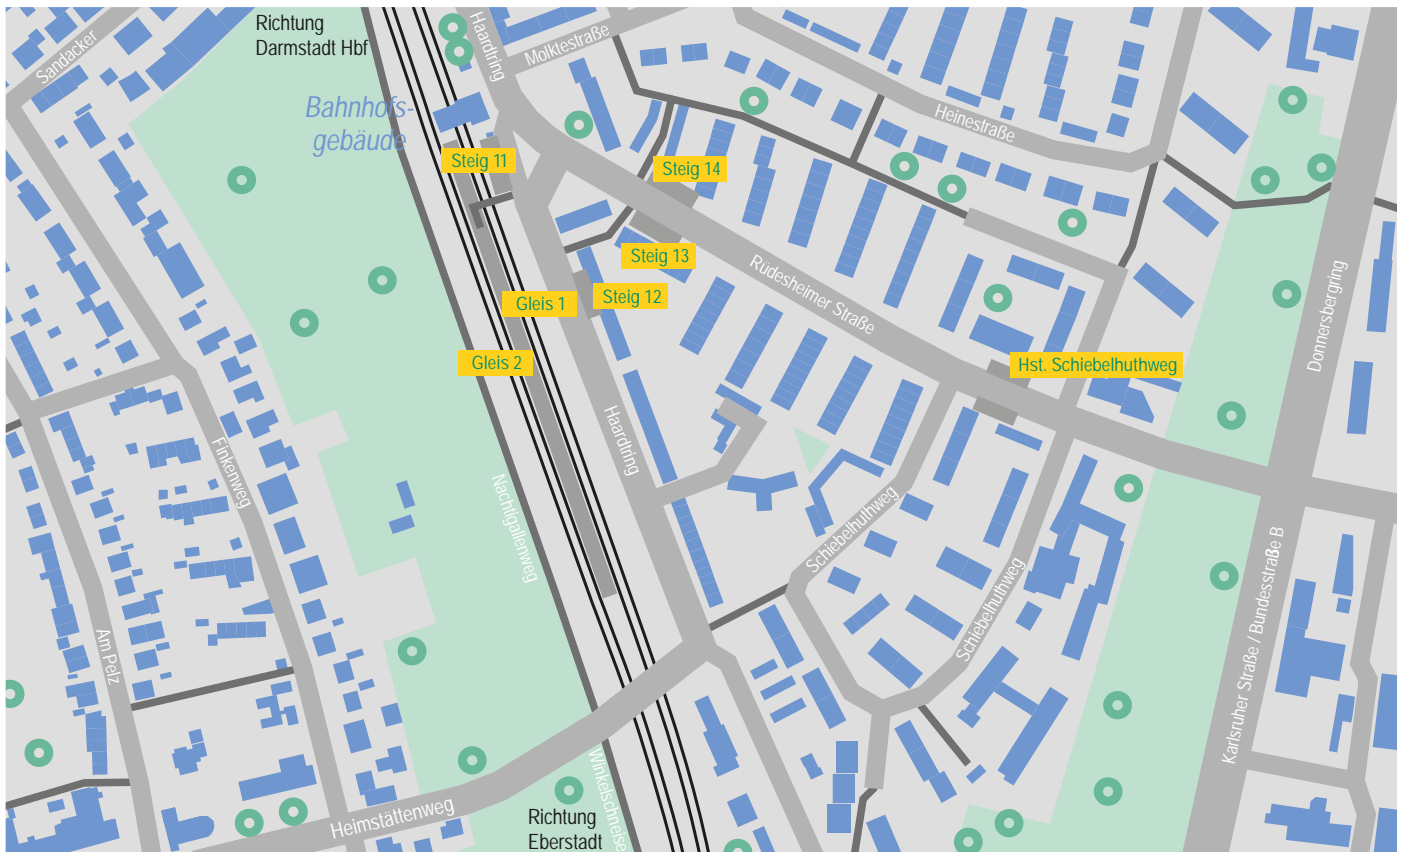 Richtung
Darmstadt Hbf
Sandacker
Haardtring
Molktestraße
Bahnhofs-
gebäude
Heinestraße
Steig 11
Steig 14
Steig 13
Steig 12
Gleis 1
Gleis 2
Rüdesheimer Straße
Donnersbergring
Hst. Schiebelhuthweg
Haardtring
Finkenweg
Nachtigallenweg
Schiebelhuthweg
Schiebelhuthweg
Karlsruher Straße / Bundesstraße B
Am Pelz
Winkelschneise
Heimstättenweg
Richtung
Eberstadt